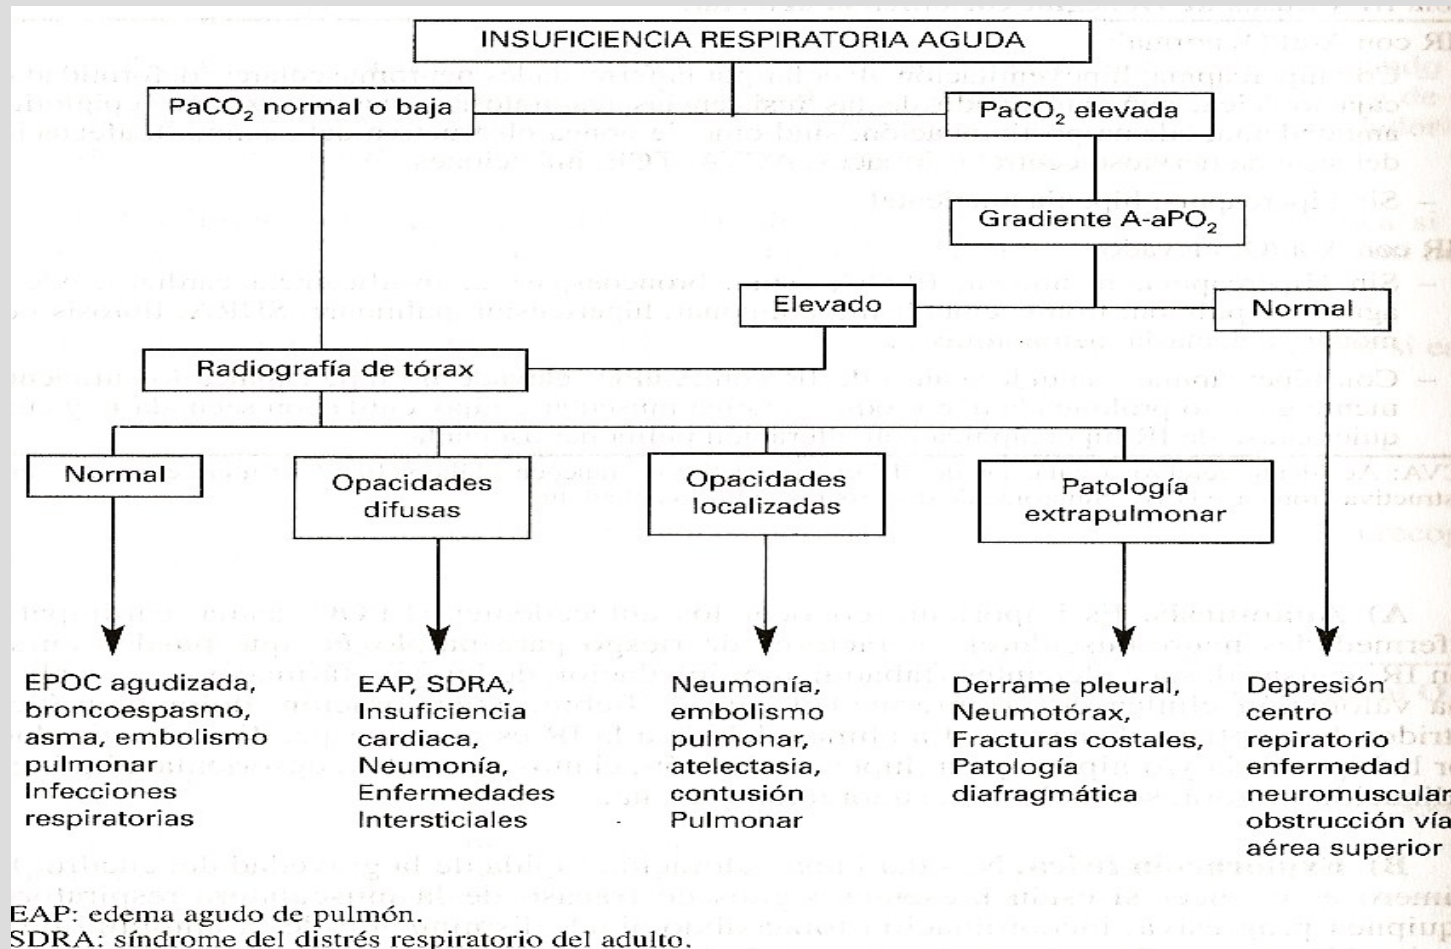 INSUFICIENCIA RESPIRATORIA AGUDA
PaCO2 normal o baja
PaCO2 elevada
Gradiente A-aPO2
Elevado
Normal
Radiografía de tórax
Normal
Opacidades
difusas
Opacidades
localizadas
Patología
extrapulmonar
EPOC agudizada,
broncoespasmo,
asma, embolismo
pulmonar
Infecciones
respiratorias
EAP, SDRA,
Insuficiencia
cardiaca,
Neumonía,
Enfermedades
Intersticiales
Neumonía,
embolismo
pulmonar,
atelectasia,
contusión
Pulmonar
Derrame pleural,
Neumotórax,
Fracturas costales,
Patología
diafragmática
Depresión
centro
repiratorio
enfermedad
neuromuscular
obstrucción vía
aérea superior
EAP: edema agudo de pulmón.
SDRA: síndrome del distrés respiratorio del adulto.